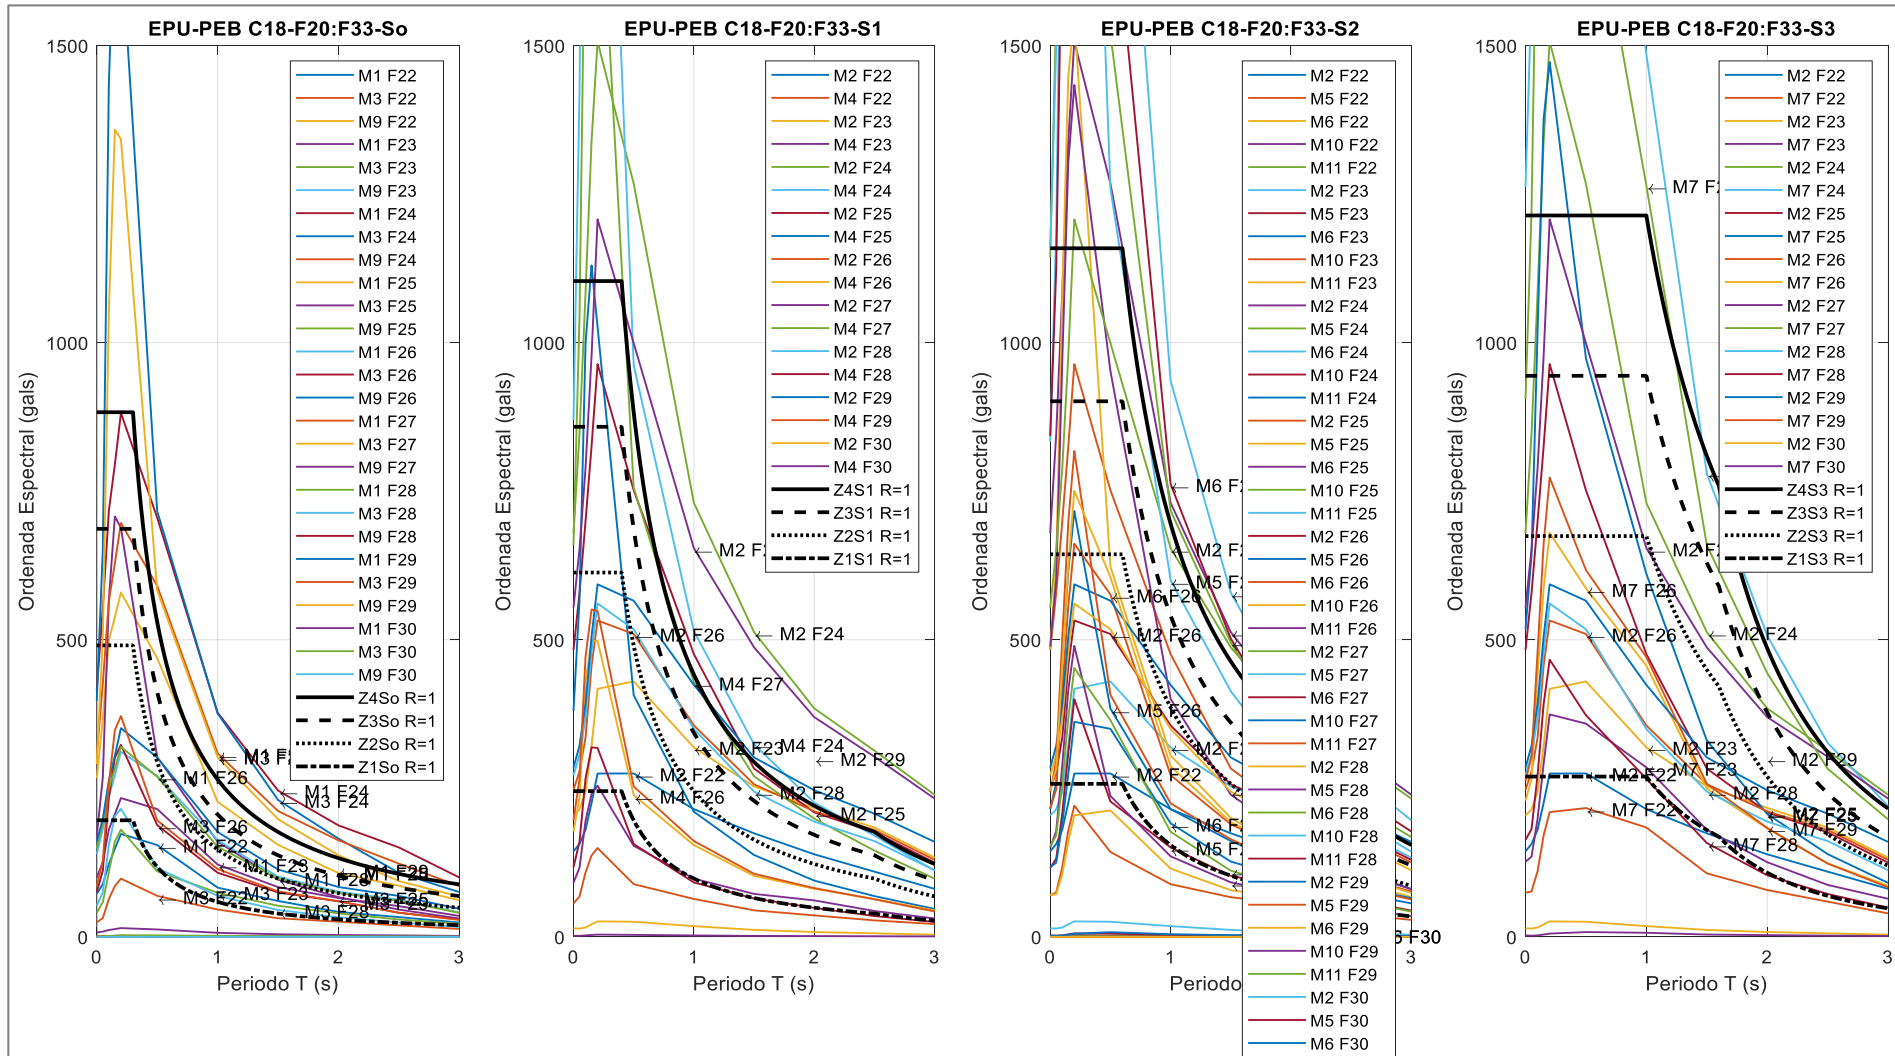 EPU-PEB C18-F20:F33-So
1500
1000
500
0
0 1 2 3
Ordenada Espectral (gals)
Periodo T (s)
M1 F22
M3 F22
M9 F22
M1 F23
M3 F23
M9 F23
M1 F24
M3 F24
M9 F24
M1 F25
M3 F25
M9 F25
M1 F26
M3 F26
M9 F26
M1 F27
M3 F27
M9 F27
M1 F28
M3 F28
M9 F28
M1 F29
M3 F29
M9 F29
M1 F30
M3 F30
M9 F30
Z4So R=1
Z3So R=1
Z2So R=1
Z1So R=1
← M1 F26
← M1 F24
← M3 F24
← M3 F26
← M1 F22
← M1 F23
← M3 F22
← M3 F23
← M1 F28
← M3 F28
EPU-PEB C18-F20:F33-S1
1500
1000
500
0
0 1 2 3
Ordenada Espectral (gals)
Periodo T (s)
M2 F22
M4 F22
M2 F23
M4 F23
M2 F24
M4 F24
M2 F25
M4 F25
M2 F26
M4 F26
M2 F27
M4 F27
M2 F28
M4 F28
M2 F29
M4 F29
M2 F30
M4 F30
Z4S1 R=1
Z3S1 R=1
Z2S1 R=1
Z1S1 R=1
← M2 F24
← M2 F26
← M4 F27
← M2 F23
← M4 F24
← M2 F29
← M2 F22
← M4 F26
← M2 F28
← M2 F25
EPU-PEB C18-F20:F33-S2
1500
1000
500
0
0 1 3
Ordenada Espectral (gals)
Periodo
M2 F22
M5 F22
M6 F22
M10 F22
M11 F22
M2 F23
M5 F23
M6 F23
M10 F23
M11 F23
M2 F24
M5 F24
M6 F24
M10 F24
M11 F24
M2 F25
M5 F25
M6 F25
M10 F25
M11 F25
M2 F26
M5 F26
M6 F26
M10 F26
M11 F26
M2 F27
M5 F27
M6 F27
M10 F27
M11 F27
M2 F28
M5 F28
M6 F28
M10 F28
M11 F28
M2 F29
M5 F29
M6 F29
M10 F29
M11 F29
M2 F30
M5 F30
M6 F30
← M6 F26
← M2 F26
← M5 F26
← M2 F22
F30
EPU-PEB C18-F20:F33-S3
1500
1000
500
0
0 1 2 3
Ordenada Espectral (gals)
Periodo T (s)
M2 F22
M7 F22
M2 F23
M7 F23
M2 F24
M7 F24
M2 F25
M7 F25
M2 F26
M7 F26
M2 F27
M7 F27
M2 F28
M7 F28
M2 F29
M7 F29
M2 F30
M7 F30
Z4S3 R=1
Z3S3 R=1
Z2S3 R=1
Z1S3 R=1
← M7 F26
← M2 F26
← M2 F24
← M2 F23
← M7 F23
← M2 F22
← M7 F22
← M2 F29
← M2 F28
← M7 F29
← M7 F28